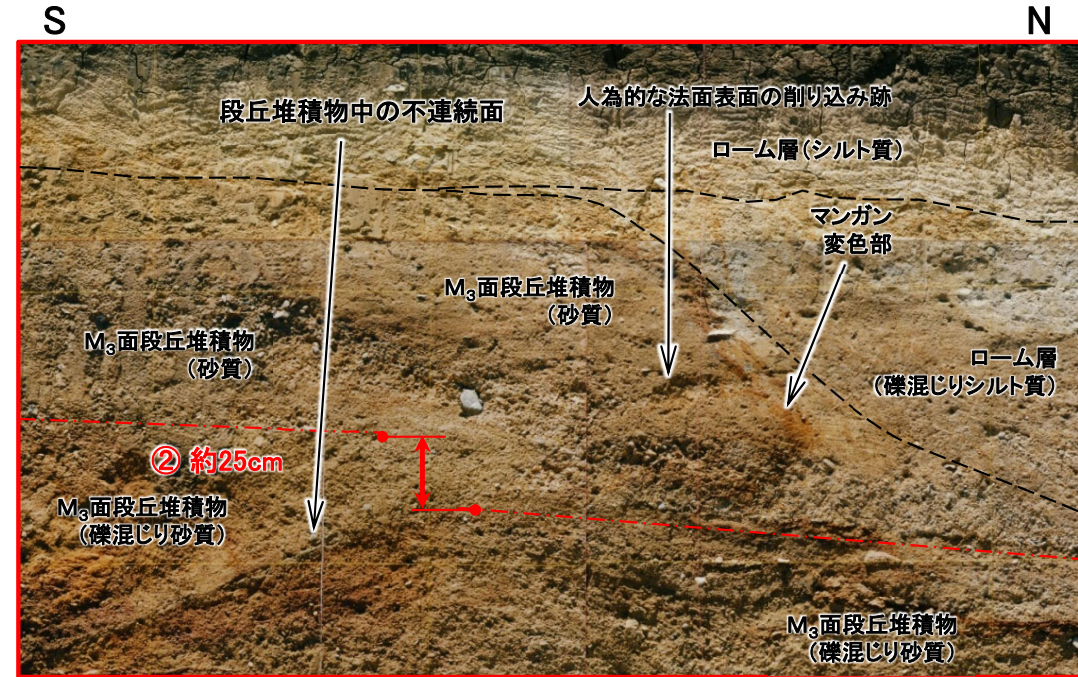 S
N
段丘堆積物中の不連続面
人為的な法面表面の削り込み跡
ローム層(シルト質)
マンガン
変色部
M3面段丘堆積物
(砂質)
M3面段丘堆積物
(砂質)
ローム層
(礫混じりシルト質)
② 約25cm
M3面段丘堆積物
(礫混じり砂質)
M3面段丘堆積物
(礫混じり砂質)